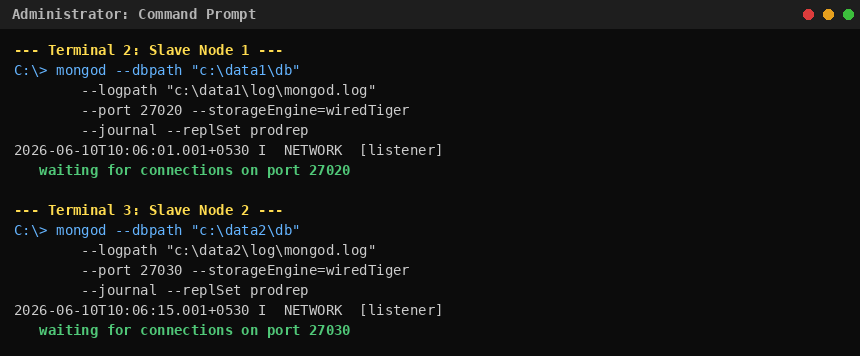 Administrator: Command Prompt
--- Terminal 2: Slave Node 1 ---
C:\> mongod --dbpath "c:\data1\db"
--logpath "c:\data1\log\mongod.log"
--port 27020 --storageEngine=wiredTiger
--journal --replSet prodrep
2026-06-10T10:06:01.001+0530 I  NETWORK  [listener]
waiting for connections on port 27020
--- Terminal 3: Slave Node 2 ---
C:\> mongod --dbpath "c:\data2\db"
--logpath "c:\data2\log\mongod.log"
--port 27030 --storageEngine=wiredTiger
--journal --replSet prodrep
2026-06-10T10:06:15.001+0530 I  NETWORK  [listener]
waiting for connections on port 27030